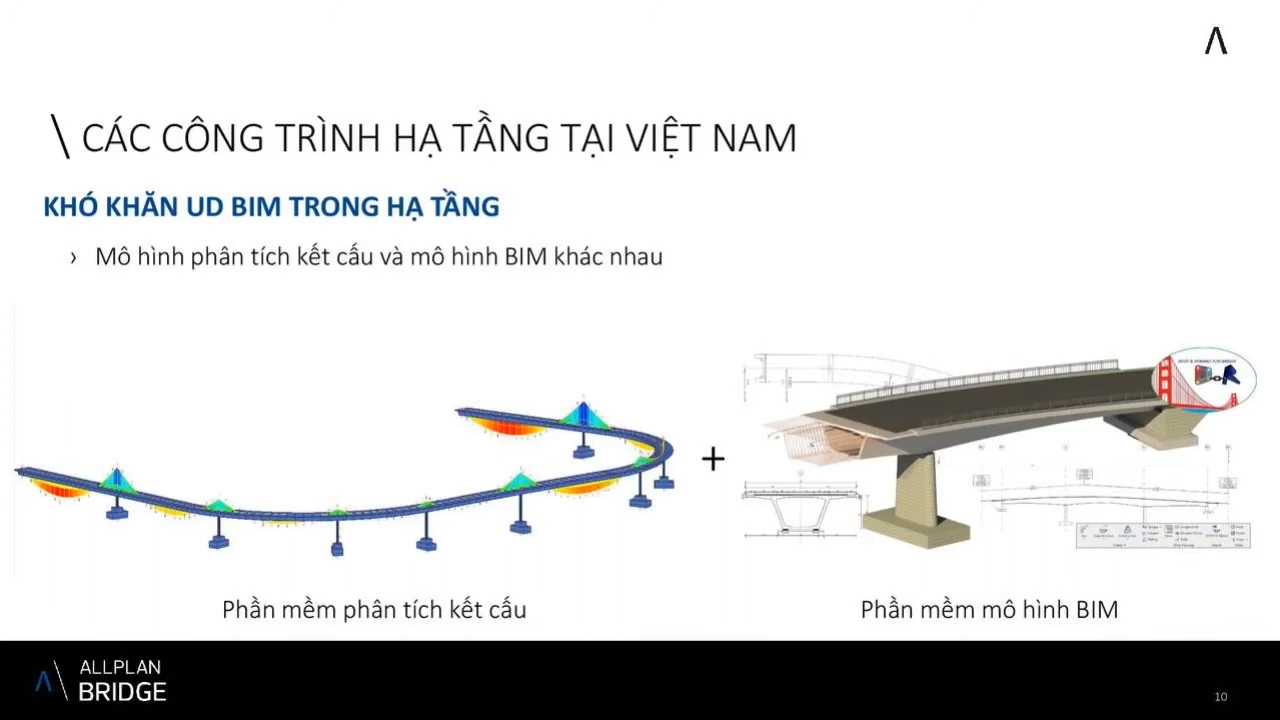 CÁC CÔNG TRÌNH HẠ TẦNG TẠI VIỆT NAM
KHÓ KHĂN UD BIM TRONG HẠ TẦNG
› Mô hình phân tích kết cấu và mô hình BIM khác nhau
+
Phần mềm phân tích kết cấu
Phần mềm mô hình BIM
ALLPLAN
BRIDGE
10